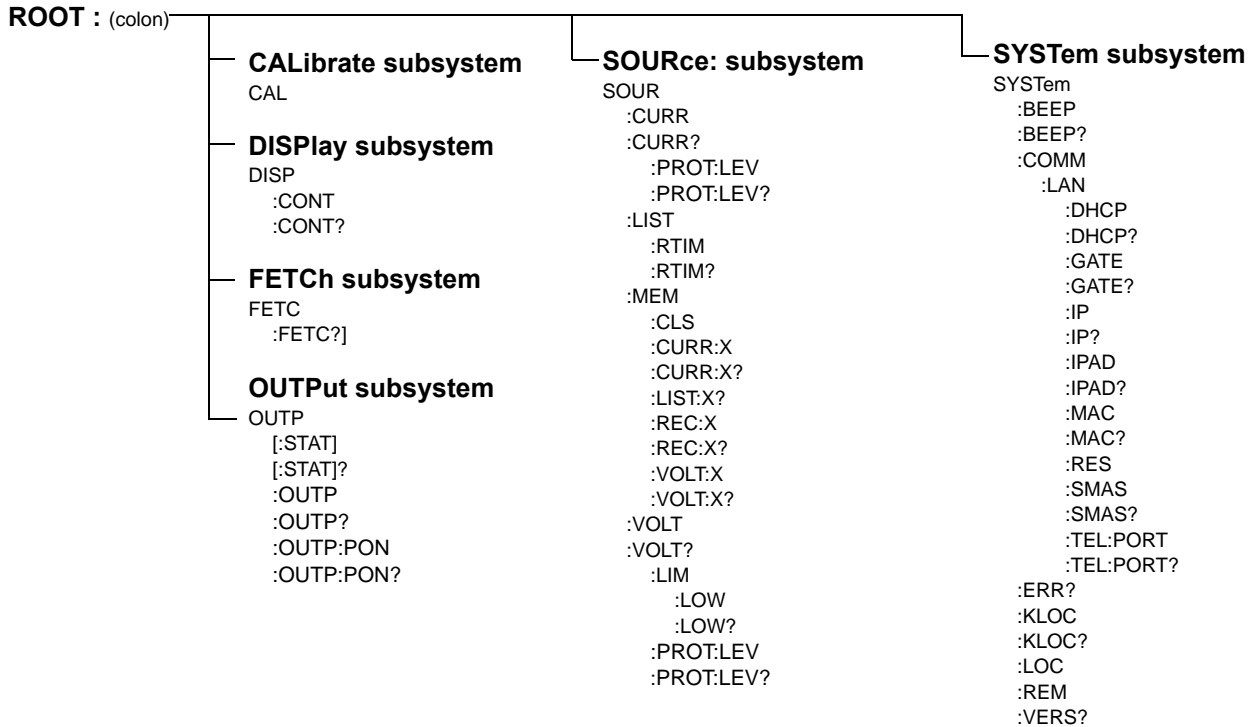 ROOT : (colon)
CALibrate subsystem
CAL
DISPlay subsystem
DISP
:CONT
:CONT?
FETCh subsystem
FETC
:FETC?]
OUTPut subsystem
OUTP
[:STAT]
[:STAT]?
:OUTP
:OUTP?
:OUTP:PON
:OUTP:PON?
SOURce: subsystem
SOUR
:CURR
:CURR?
:PROT:LEV
:PROT:LEV?
:LIST
:RTIM
:RTIM?
:MEM
:CLS
:CURR:X
:CURR:X?
:LIST:X?
:REC:X
:REC:X?
:VOLT:X
:VOLT:X?
:VOLT
:VOLT?
:LIM
:LOW
:LOW?
:PROT:LEV
:PROT:LEV?
SYSTem subsystem
SYSTem
:BEEP
:BEEP?
:COMM
:LAN
:DHCP
:DHCP?
:GATE
:GATE?
:IP
:IP?
:IPAD
:IPAD?
:MAC
:MAC?
:RES
:SMAS
:SMAS?
:TEL:PORT
:TEL:PORT?
:ERR?
:KLOC
:KLOC?
:LOC
:REM
:VERS?